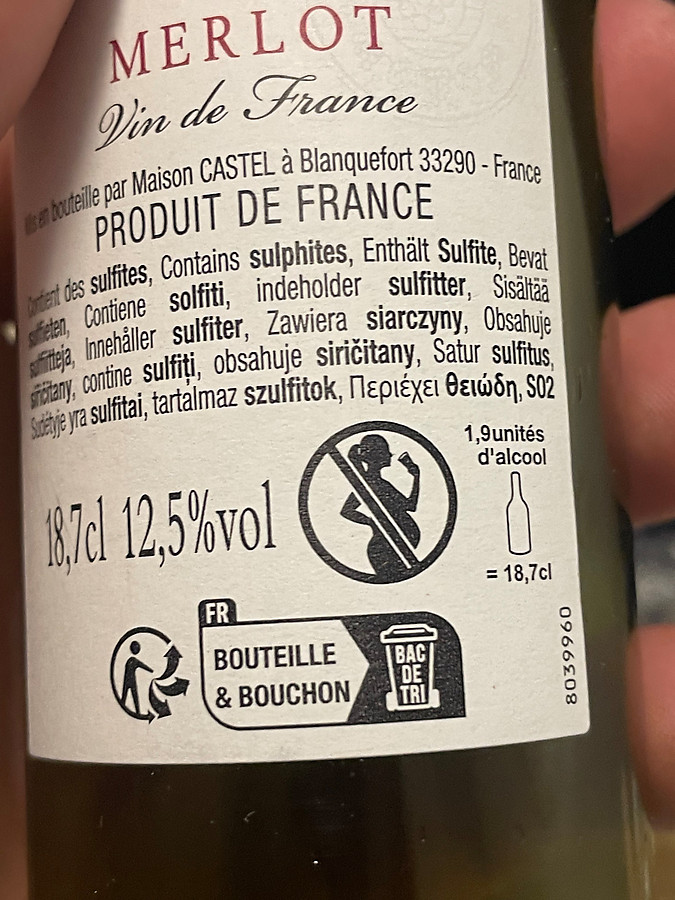 MERLOT
Vin de France
Mis en bouteille par Maison CASTEL à Blanquefort 33290 - France
PRODUIT DE FRANCE
Contient des sulfites, Contains sulphites, Enthält Sulfite, Bevat
sulfieten, Contiene solfiti, indeholder sulfitter, Sisältää
sulfiitteja, Innehåller sulfiter, Zawiera siarczyny, Obsahuje
siričitany, contine sulfiți, obsahuje siričitany, Satur sulfitus,
Sudėtyje yra sulfitai, tartalmaz szulfitok, Περιέχει θειώδη, SO2
1,9unités
d'alcool
= 18,7cl
18,7cl 12,5%vol
FR
BOUTEILLE
& BOUCHON
BAC
DE
TRI
8039960